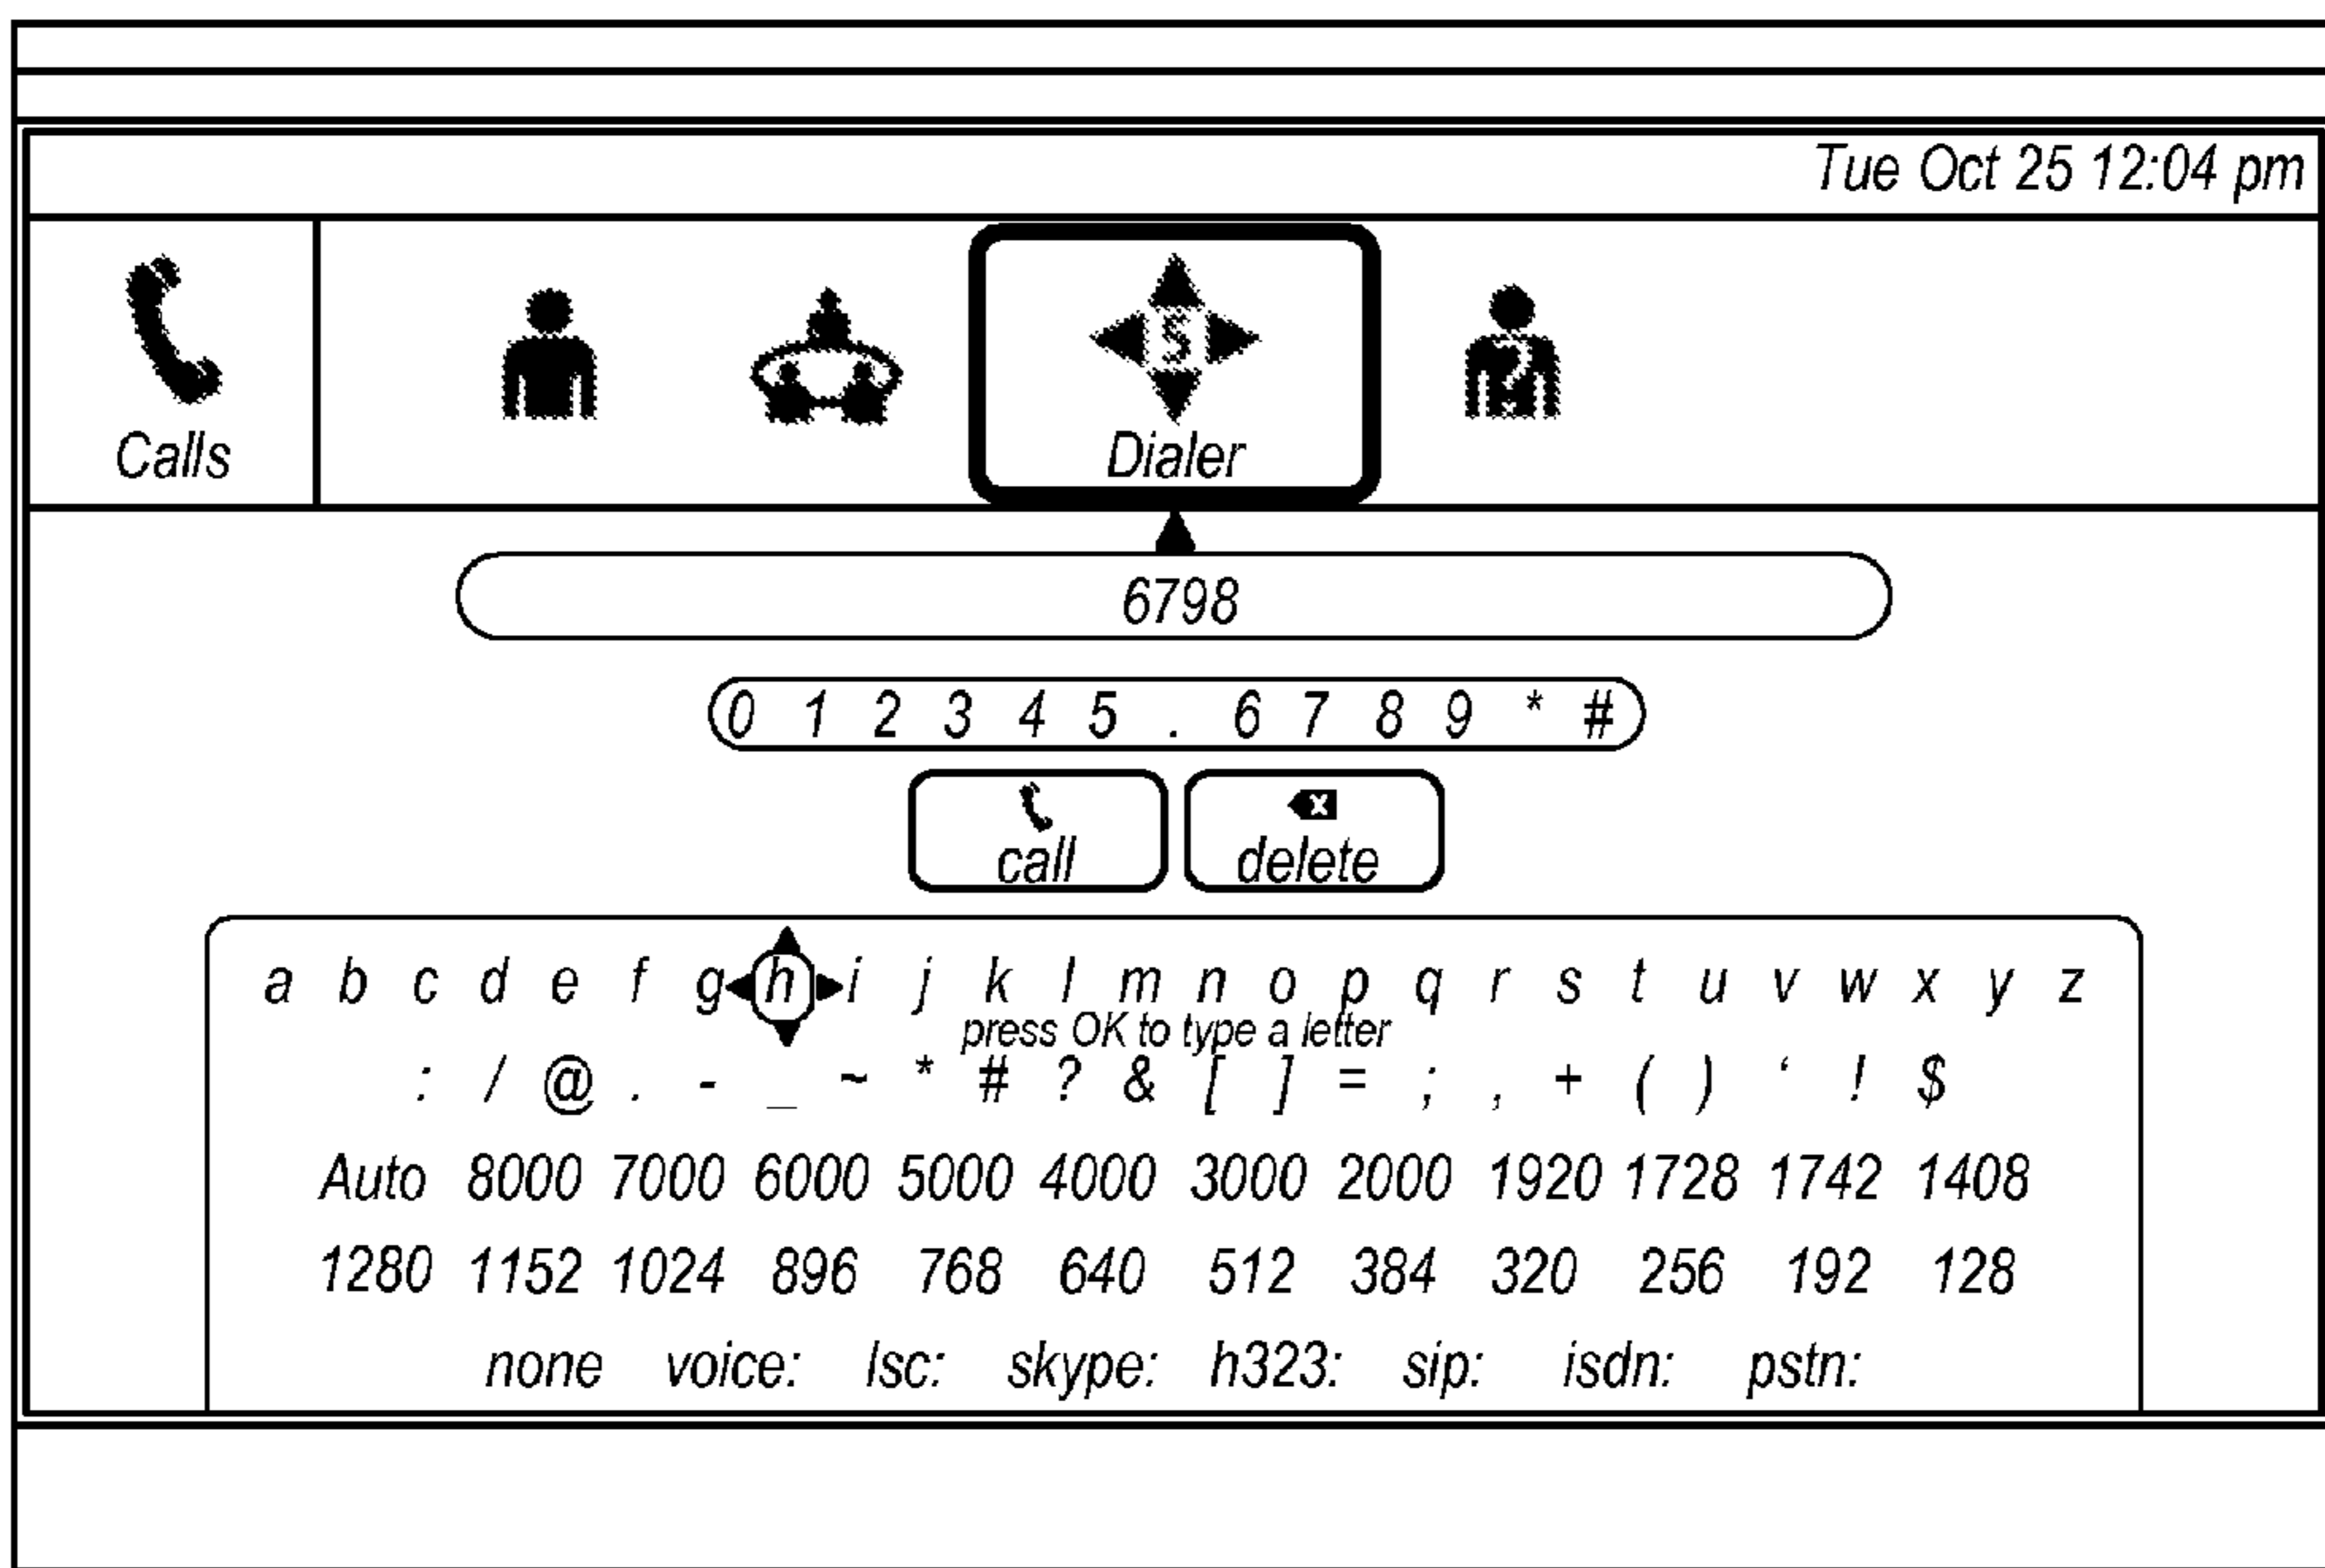 Tue Oct 25 12:04 pm
5
Calls
Dialer
6798
0 1 2 3 4 5 . 6 7 8 9 * #
call delete
a b c d e f g h i j k l m n o p q r s t u v w x y z
press OK to type a letter
: / @ . - _ ~ * # ? & [ ] = ; , + ( ) ‘ ! $
Auto 8000 7000 6000 5000 4000 3000 2000 1920 1728 1742 1408
1280 1152 1024 896 768 640 512 384 320 256 192 128
none voice: lsc: skype: h323: sip: isdn: pstn: